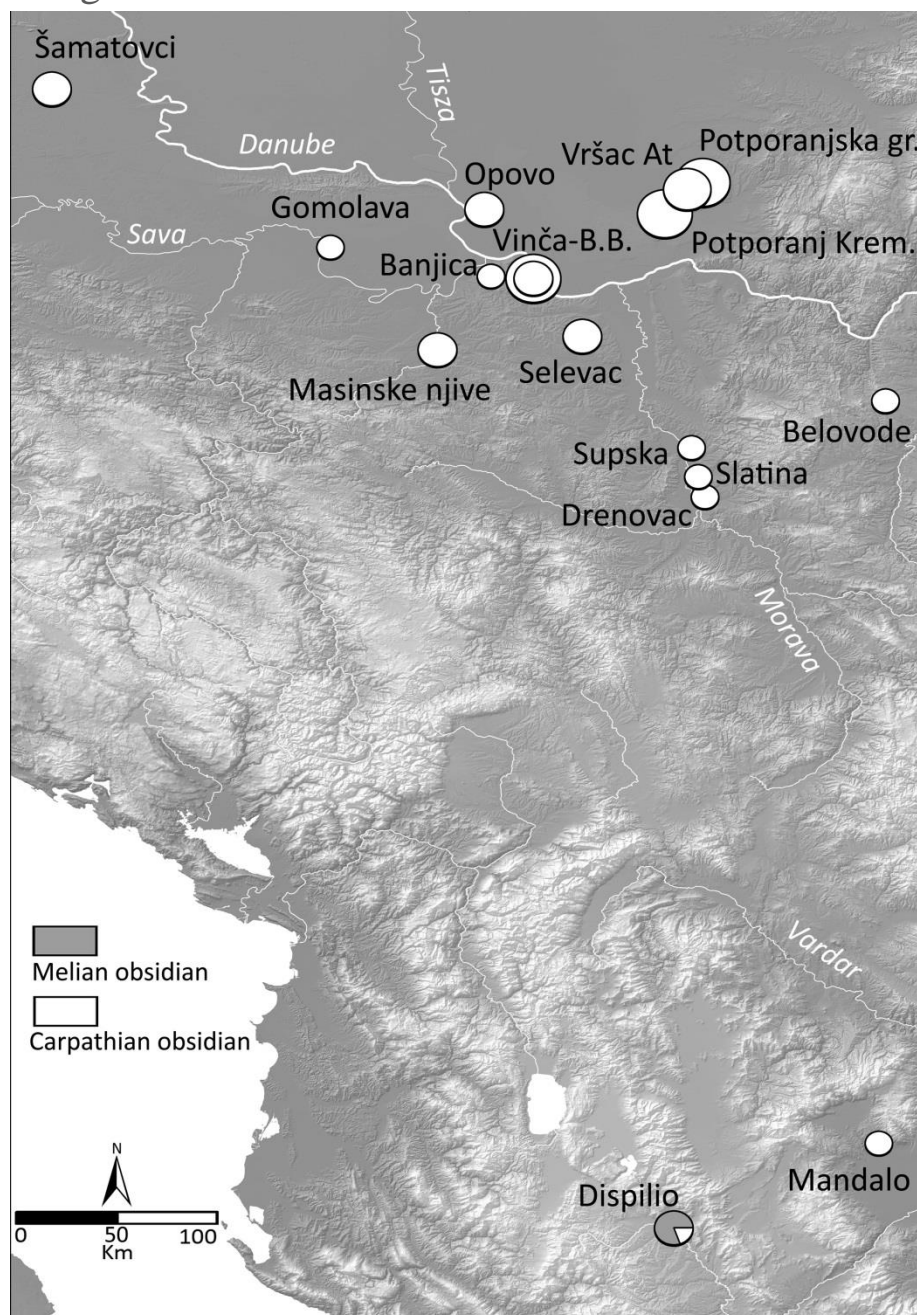 Šamatovci
Tisza
Danube
Potporanjska gr.
Vršac At
Opovo
Gomolava
Sava
Vinča-B.B.
Potporanj Krem.
Banjica
Selevac
Masinske njive
Belovode
Supska
Slatina
Drenovac
Morava
Melian obsidian
Vardar
Carpathian obsidian
N
Mandalo
Dispilio
0 50 100
Km